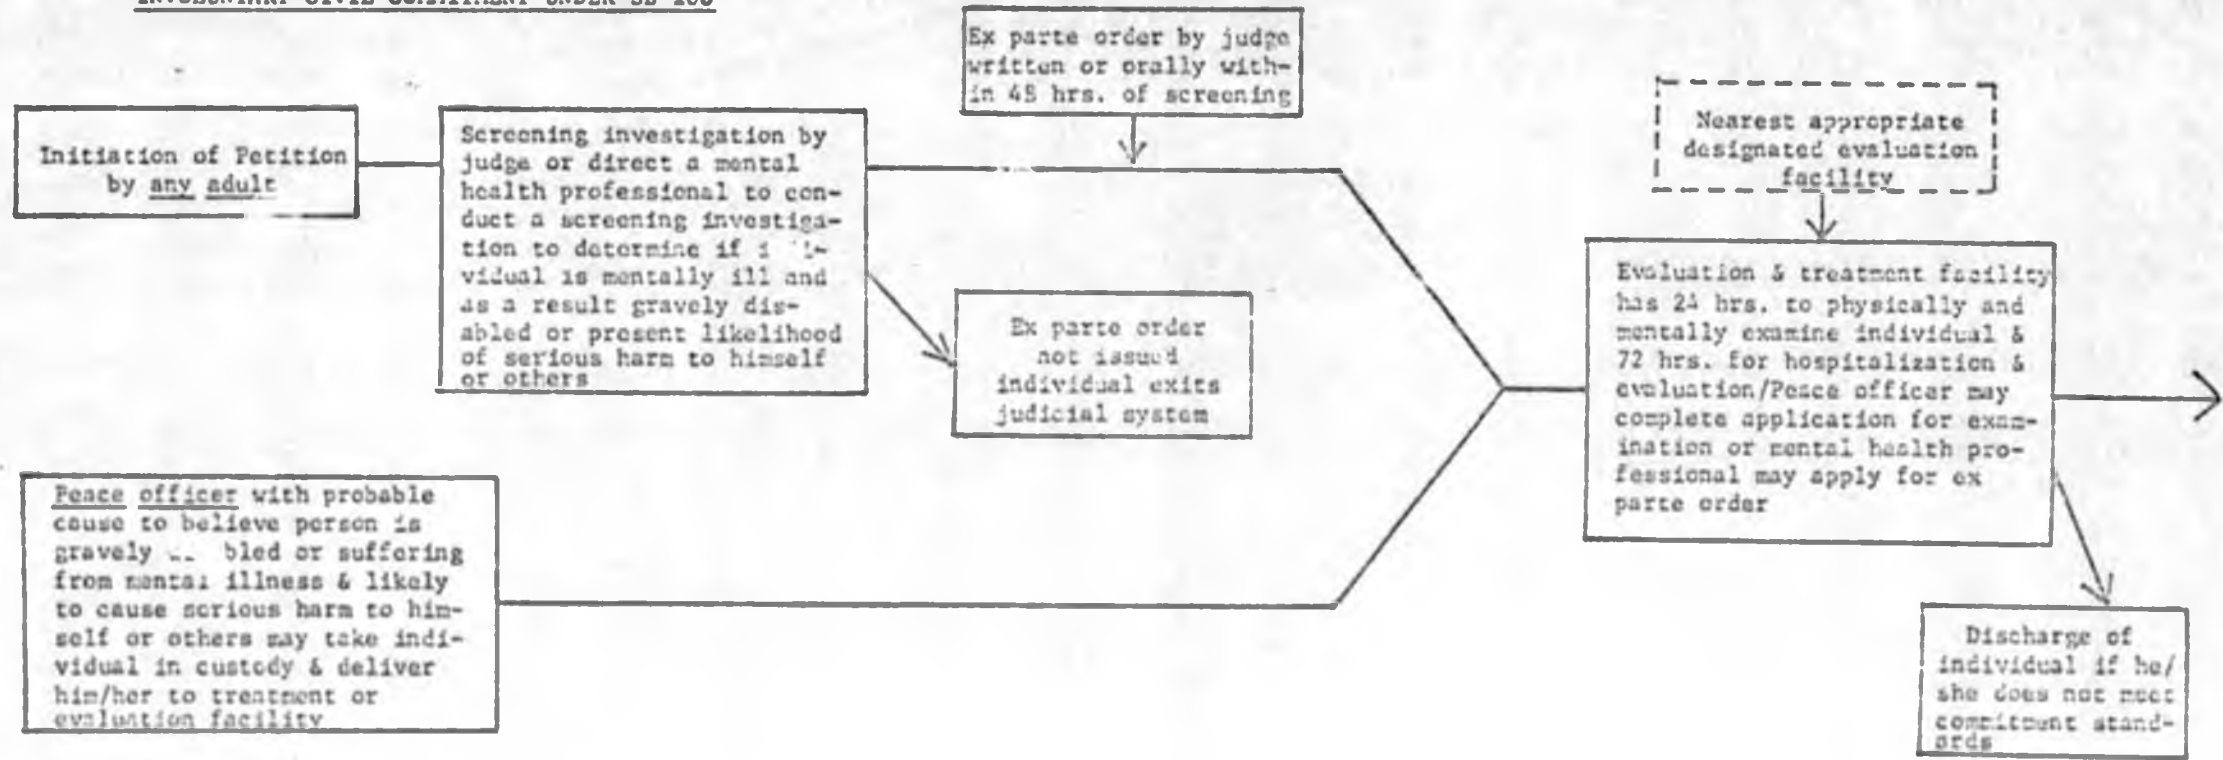 INVOLUNTARY CIVIL COMMITMENT UNDER SB
Ex parte order by judge
written or orally with-
in 48 hrs. of screening
Initiation of Petition
by any adult
Screening investigation by
judge or direct a mental
health professional to con-
duct a screening investiga-
tion to determine if
vidual is mentally ill and
as a result gravely dis-
abled or present likelihood
of serious harm to himself
or others
Nearest appropriate
designated evaluation
facility
Ex parte order
not issued
individual exits
judicial system
Evaluation & treatment facility
has 24 hrs. to physically and
mentally examine individual &
72 hrs. for hospitalization &
evaluation/Peace officer may
complete application for exam-
ination or mental health pro-
fessional may apply for ex
parte order
Peace officer with probable
cause to believe person is
gravely bled or suffering
from mental illness & likely
to cause serious harm to him-
self or others may take indi-
vidual in custody & deliver
him/her to treatment or
evaluation facility
Discharge of
individual if he/
she does not meet
commitment stand-
ards